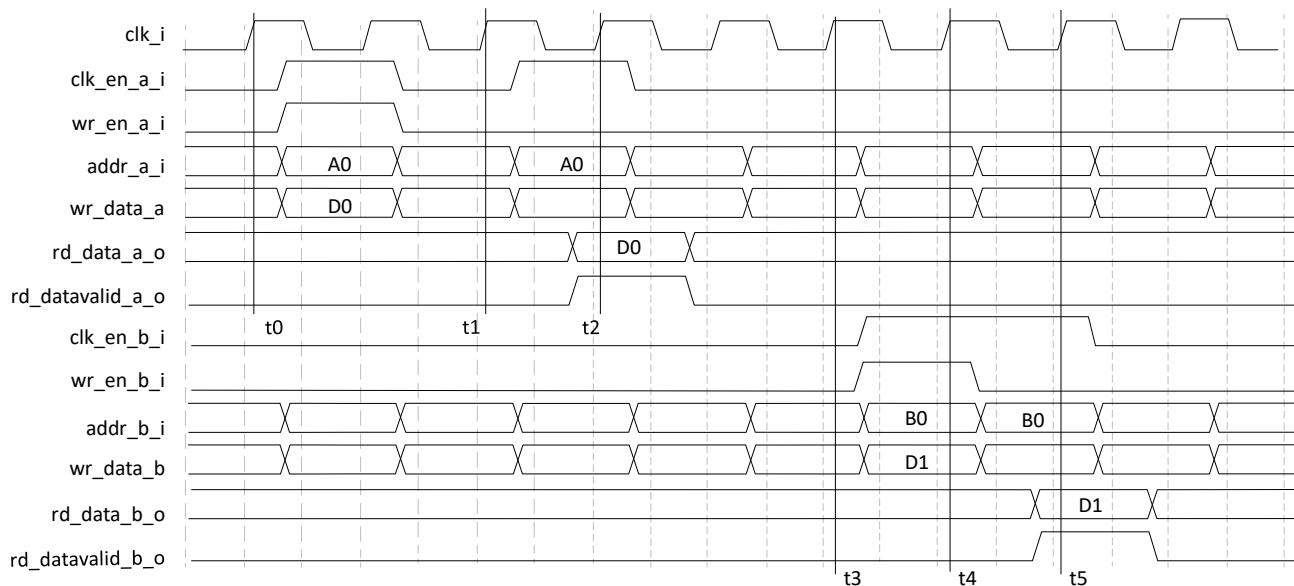 clk_i
clk_en_a_i
wr_en_a_i
addr_a_i A0 A0
wr_data_a D0
rd_data_a_o D0
rd_datavalid_a_o
t0 t1 t2
clk_en_b_i
wr_en_b_i
addr_b_i B0 B0
wr_data_b D1
rd_data_b_o D1
rd_datavalid_b_o
t3 t4 t5